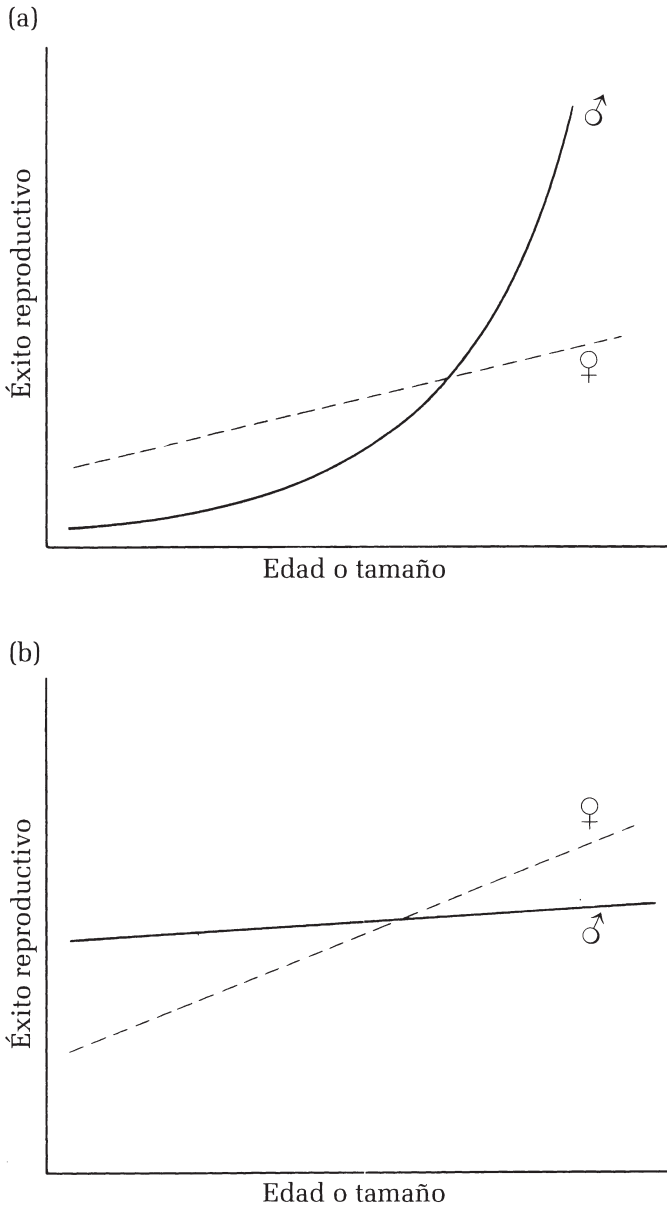 (a)
Éxito reproductivo
♂
♀
Edad o tamaño
(b)
Éxito reproductivo
♀
♂
Edad o tamaño